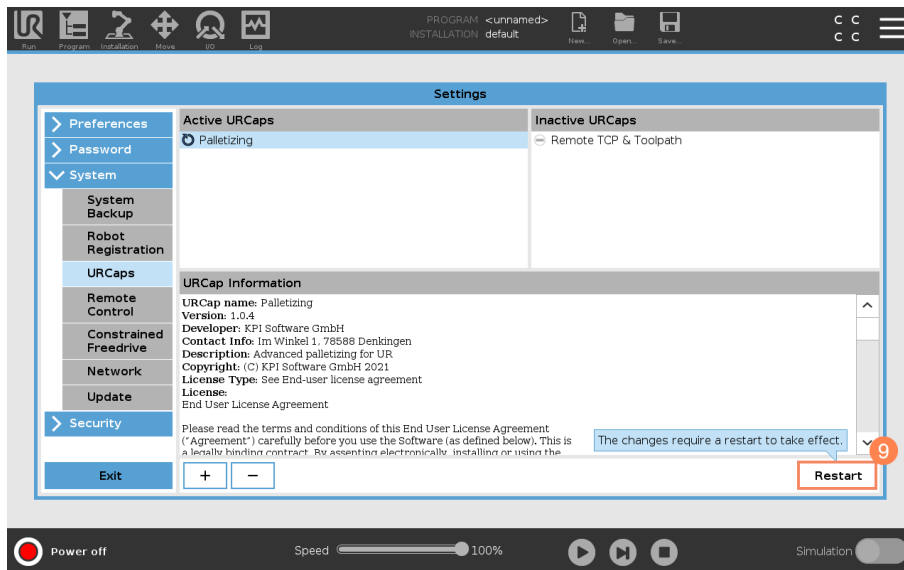 PROGRAM <unnamed>
INSTALLATION default
C C
C C
UR
Run
Program
Installation
Move
I/O
Log
New...
Open...
Save...
Settings
Preferences
Password
System
System
Backup
Robot
Registration
URCaps
Remote
Control
Constrained
Freedrive
Network
Update
Security
Exit
Active URCaps
Palletizing
Inactive URCaps
Remote TCP & Toolpath
URCap Information
URCap name: Palletizing
Version: 1.0.4
Developer: KPI Software GmbH
Contact Info: Im Winkel 1, 78588 Denkingen
Description: Advanced palletizing for UR
Copyright: (C) KPI Software GmbH 2021
License Type: See End-user license agreement
License:
End User License Agreement
Please read the terms and conditions of this End User License Agreement
("Agreement") carefully before you use the Software (as defined below). This is
a legally binding contract. By assenting electronically, installing or using the
The changes require a restart to take effect.
9
+
−
Restart
Power off
Speed
100%
Simulation